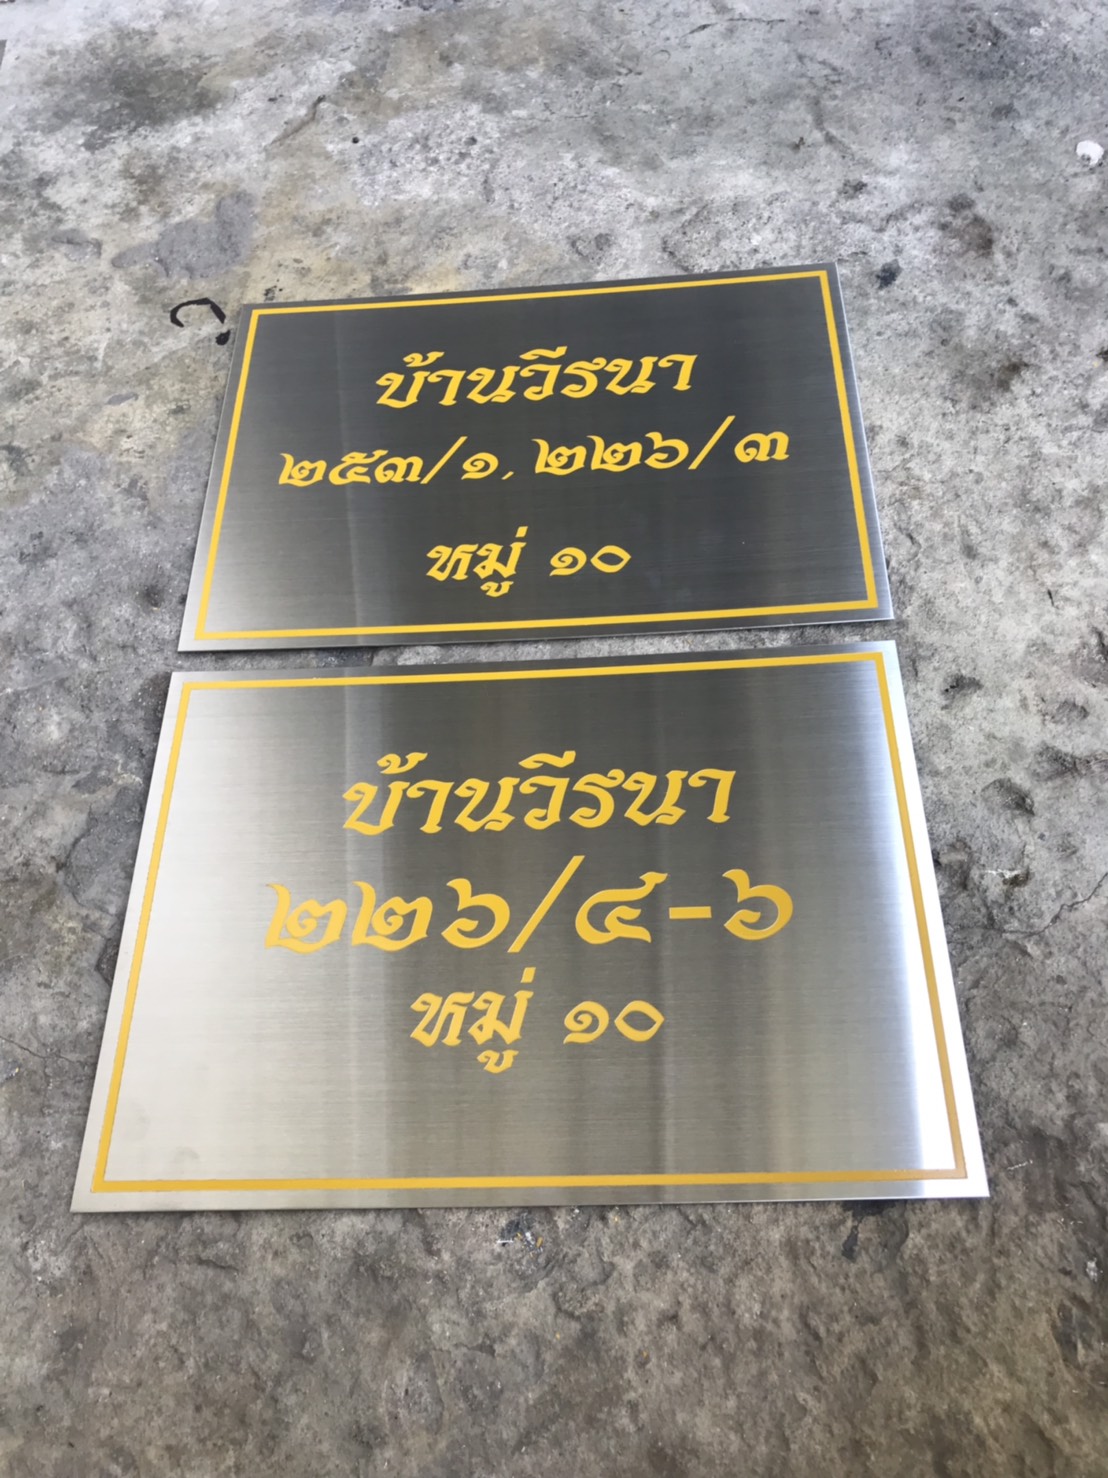 บ้านวีรนา
๒๕๓/๑, ๒๒๖/๓
หมู่ ๑๐
บ้านวีรนา
๒๒๖/๔-๖
หมู่ ๑๐